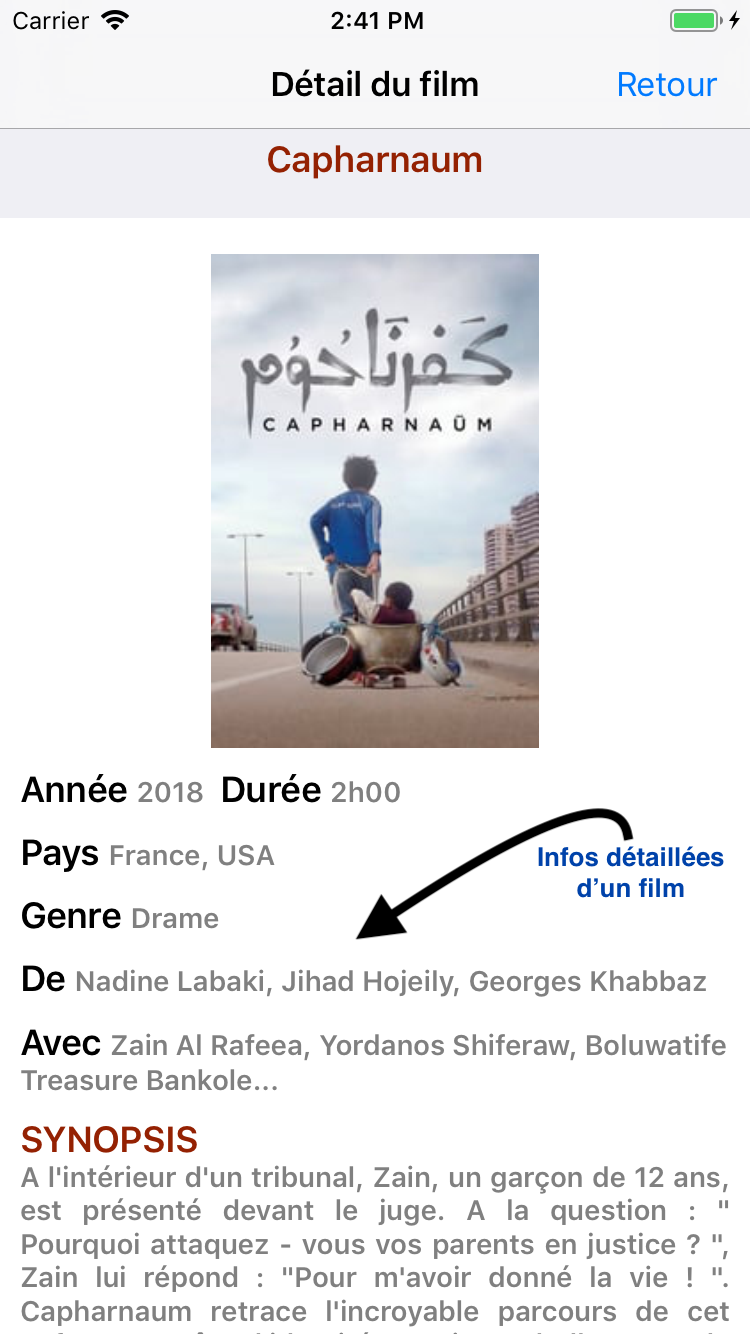 Carrier 2:41 PM
Détail du film Retour
Capharnaum
كَفَرنَاحُوُم
CAPHARNAÜM
Année 2018 Durée 2h00
Pays France, USA
Infos détaillées
d’un film
Genre Drame
De Nadine Labaki, Jihad Hojeily, Georges Khabbaz
Avec Zain Al Rafeea, Yordanos Shiferaw, Boluwatife
Treasure Bankole...
SYNOPSIS
A l'intérieur d'un tribunal, Zain, un garçon de 12 ans,
est présenté devant le juge. A la question : "
Pourquoi attaquez - vous vos parents en justice ? ",
Zain lui répond : "Pour m'avoir donné la vie ! ".
Capharnaum retrace l'incroyable parcours de cet